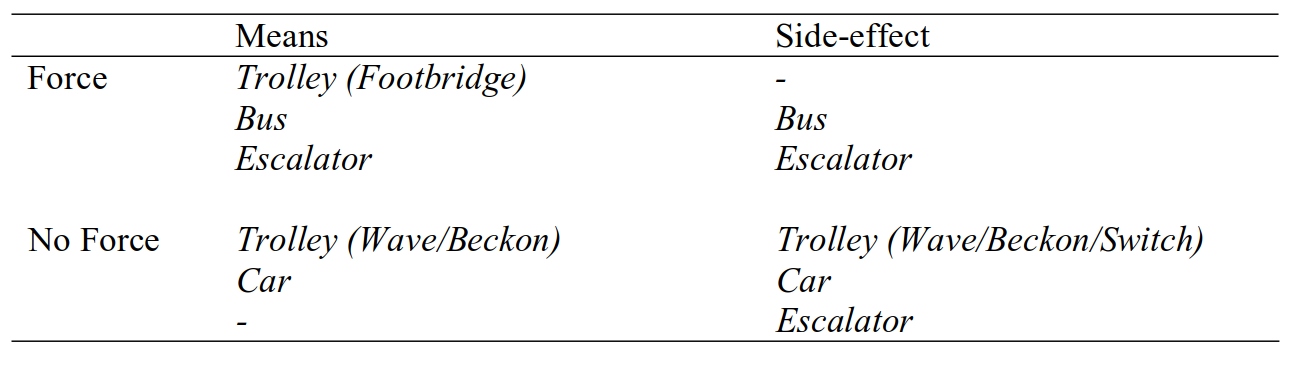 Means Side-effect
Force Trolley (Footbridge) -
Bus Bus
Escalator Escalator
No Force Trolley (Wave/Beckon) Trolley (Wave/Beckon/Switch)
Car Car
- Escalator